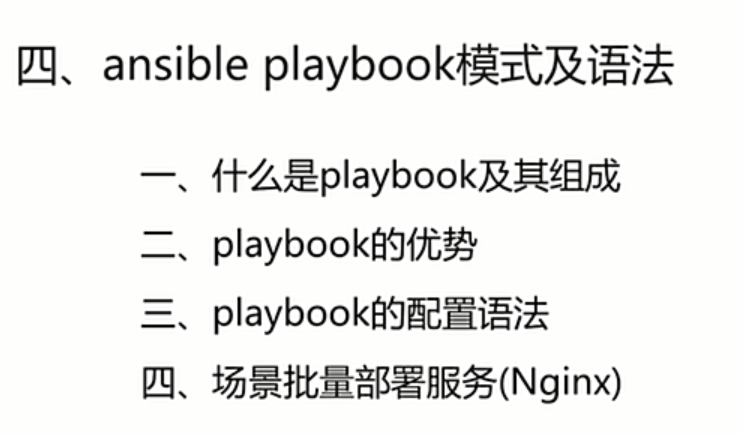 四、ansible playbook模式及语法
一、什么是playbook及其组成
二、playbook的优势
三、playbook的配置语法
四、场景批量部署服务(Nginx)